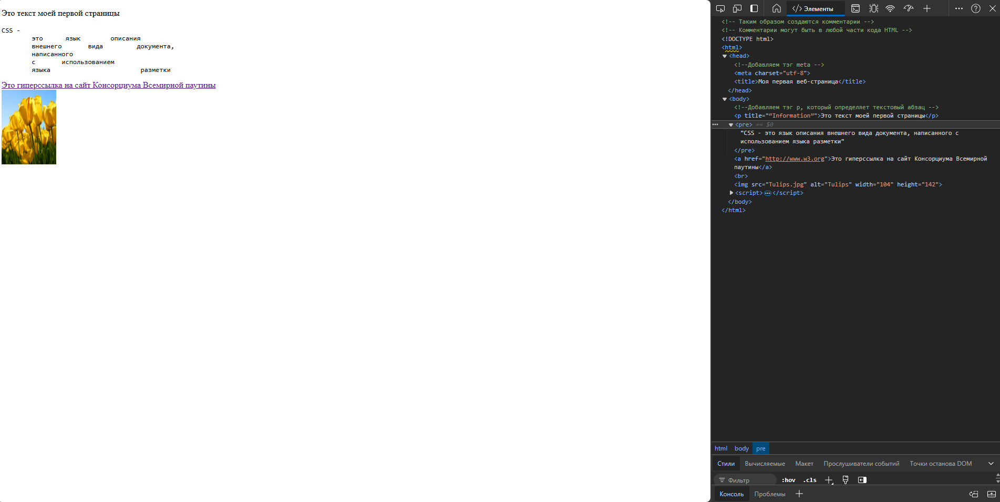 Это текст моей первой страницы
CSS -
это язык описания
внешнего вида документа,
написанного
с использованием
языка разметки
Это гиперссылка на сайт Консорциума Всемирной паутины
Элементы
<!-- Таким образом создаются комментарии -->
<!-- Комментарии могут быть в любой части кода HTML -->
<!DOCTYPE html>
<html>
<head>
<!--Добавляем тэг meta -->
<meta charset="utf-8">
<title>Моя первая веб-страница</title>
</head>
<body>
<!--Добавляем тэг p, который определяет текстовый абзац -->
<p title="“Information”">Это текст моей первой страницы</p>
<pre> == $0
"CSS - это язык описания внешнего вида документа, написанного с
использованием языка разметки"
</pre>
<a href="http://www.w3.org">Это гиперссылка на сайт Консорциума Всемирной
паутины</a>
<br>
<img src="Tulips.jpg" alt="Tulips" width="104" height="142">
<script>…</script>
</body>
</html>
html body pre
Стили Вычисляемые Макет Прослушиватели событий Точки останова DOM
Фильтр :hov .cls
Консоль Проблемы